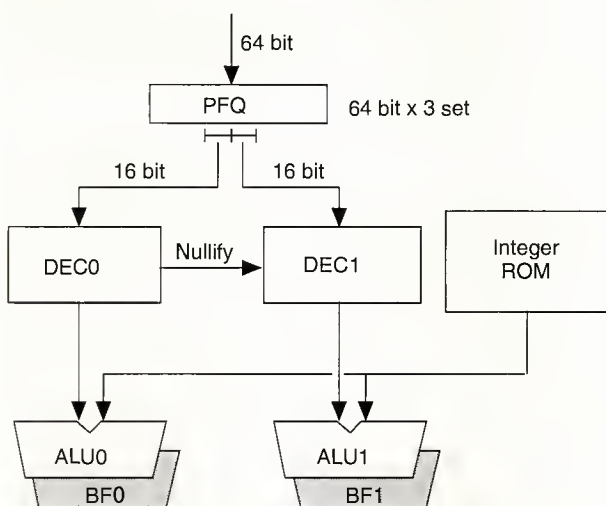 64 bit
PFQ
64 bit x 3 set
16 bit
16 bit
DEC0
Nullify
DEC1
Integer
ROM
ALU0
ALU1
BF0
BF1